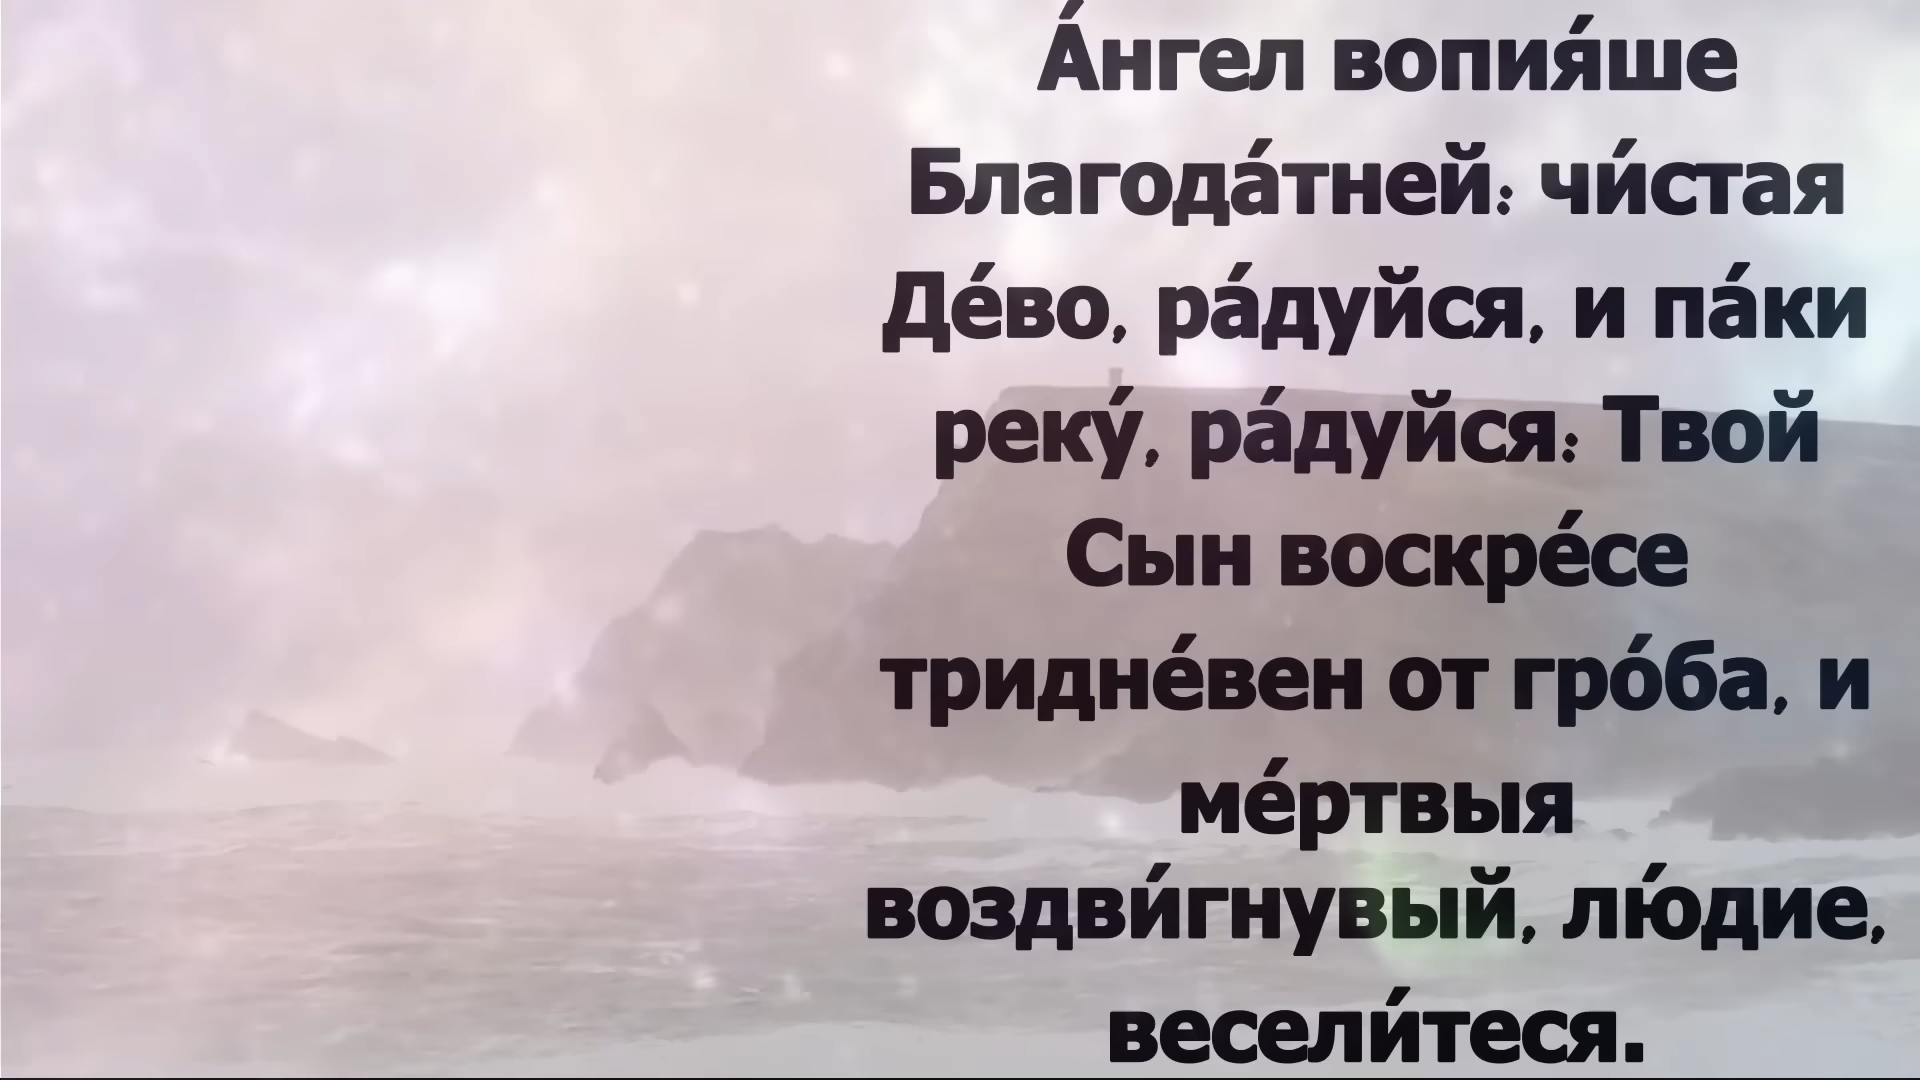 А́нгел вопия́ше
Благода́тней: чи́стая
Де́во, ра́дуйся, и па́ки
реку́, ра́дуйся: Твой
Сын воскре́се
тридне́вен от гро́ба, и
ме́ртвыя
воздви́гнувый, лю́дие,
весели́теся.